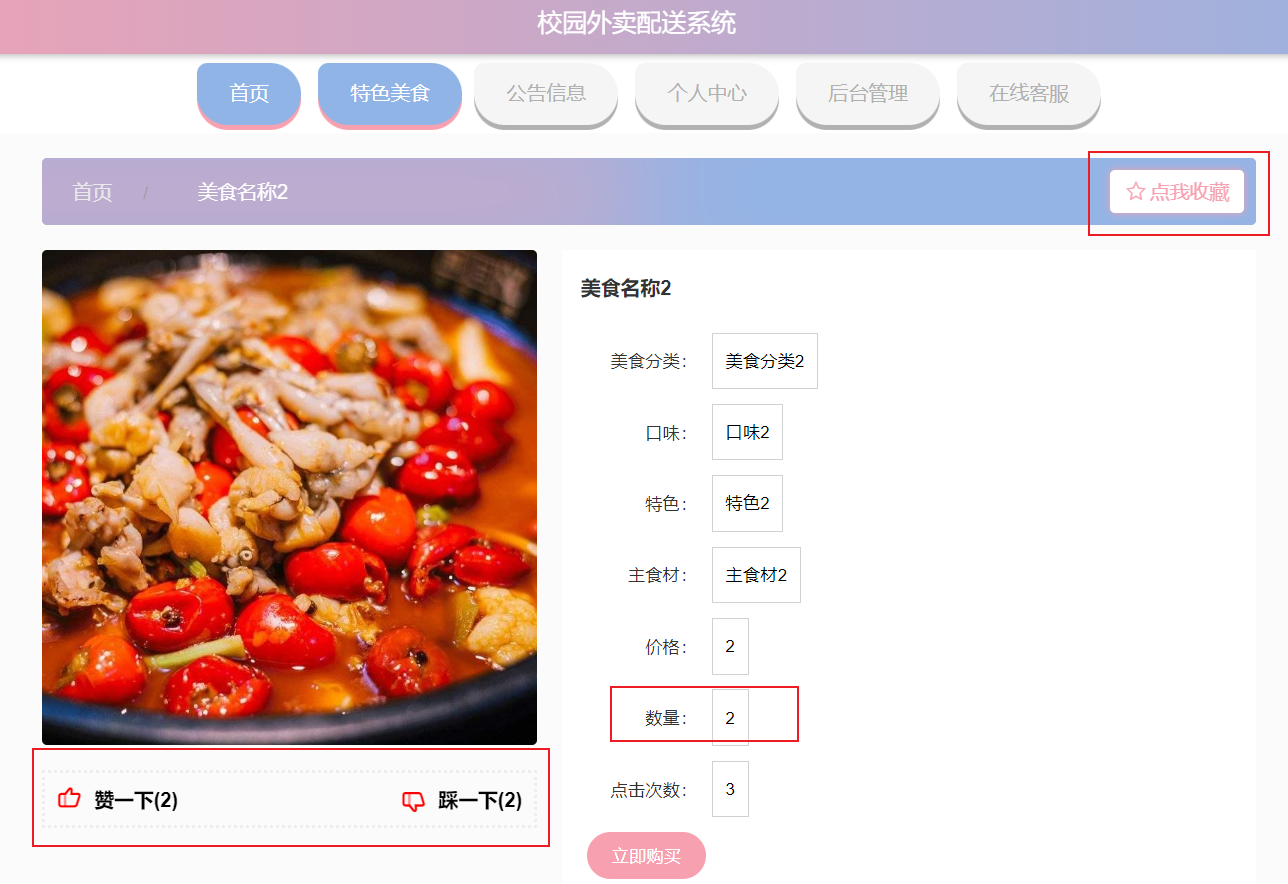 校园外卖配送系统
首页 特色美食 公告信息 个人中心 后台管理 在线客服
首页 / 美食名称2 点我收藏
美食名称2
美食分类: 美食分类2
口味: 口味2
特色: 特色2
主食材: 主食材2
价格: 2
数量: 2
点击次数: 3
赞一下(2) 踩一下(2)
立即购买